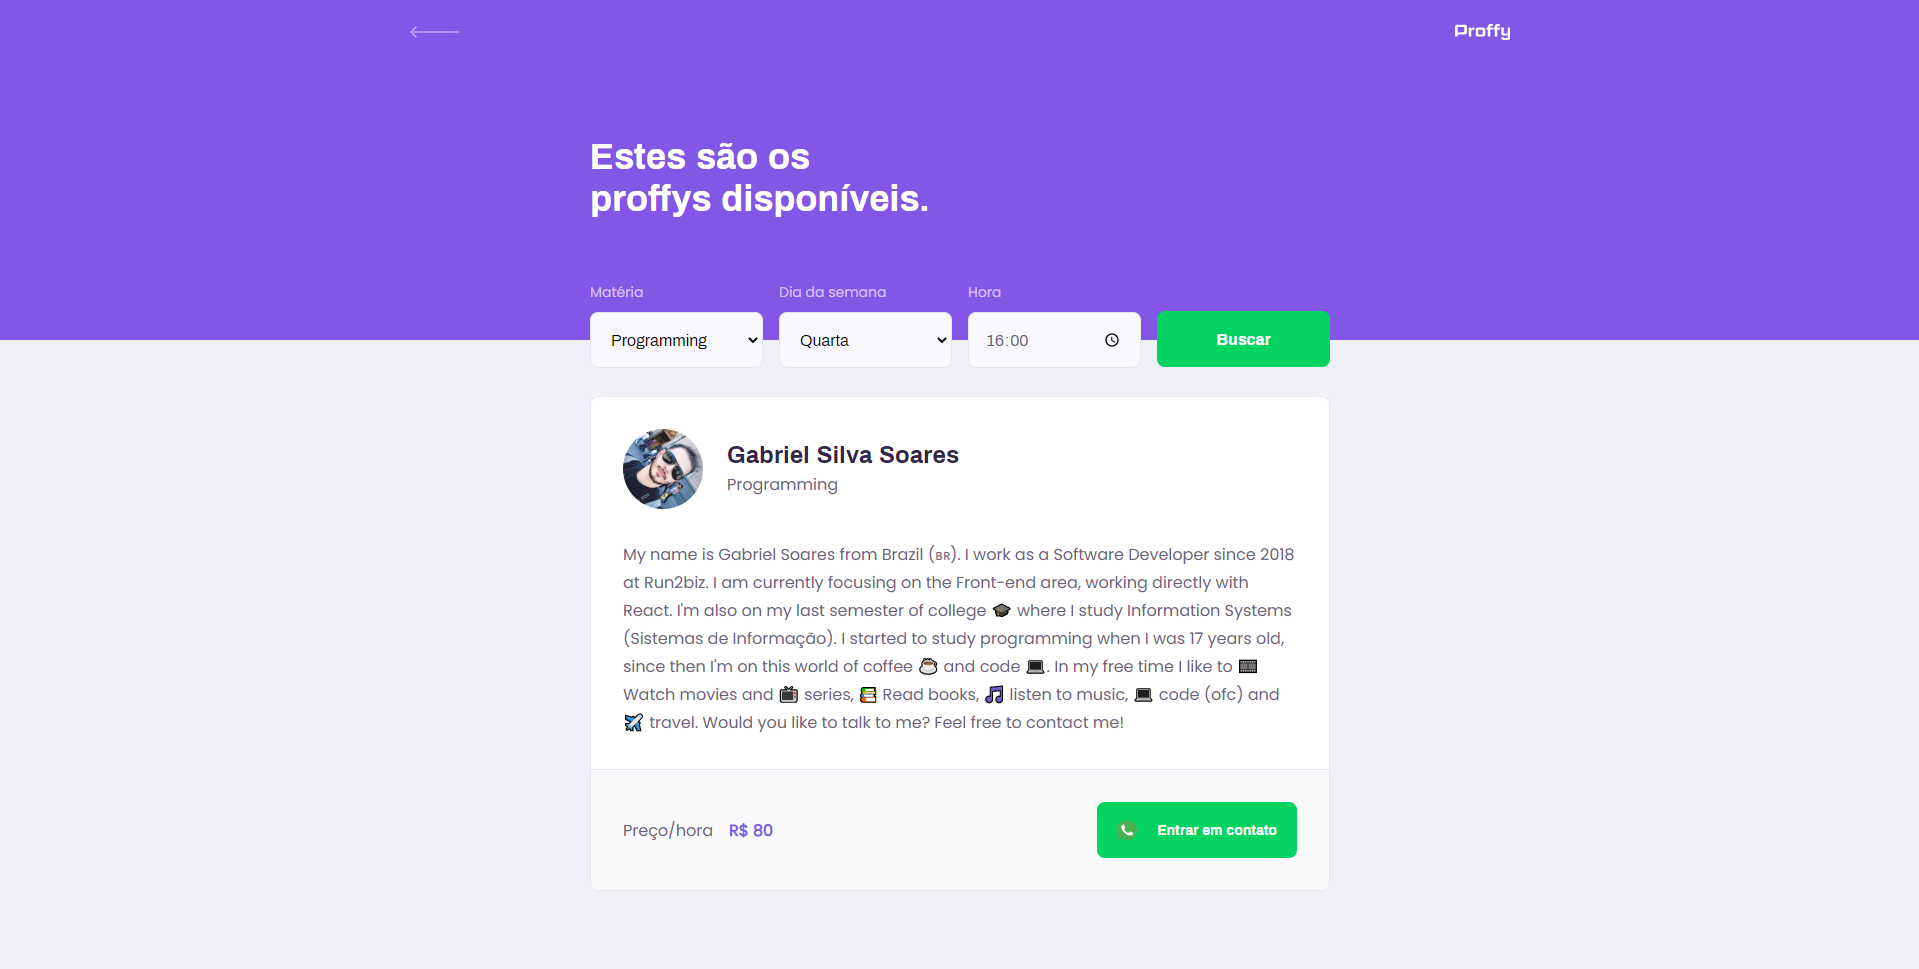 Proffy
Estes são os
proffys disponíveis.
Matéria Dia da semana Hora
Programming Quarta 16:00 Buscar
Gabriel Silva Soares
Programming
My name is Gabriel Soares from Brazil (🇧🇷). I work as a Software Developer since 2018
at Run2biz. I am currently focusing on the Front-end area, working directly with
React. I'm also on my last semester of college 🎓 where I study Information Systems
(Sistemas de Informação). I started to study programming when I was 17 years old,
since then I'm on this world of coffee ☕ and code 💻. In my free time I like to 🎞
Watch movies and 📺 series, 📚 Read books, 🎵 listen to music, 💻 code (ofc) and
✈ travel. Would you like to talk to me? Feel free to contact me!
Preço/hora R$ 80 Entrar em contato